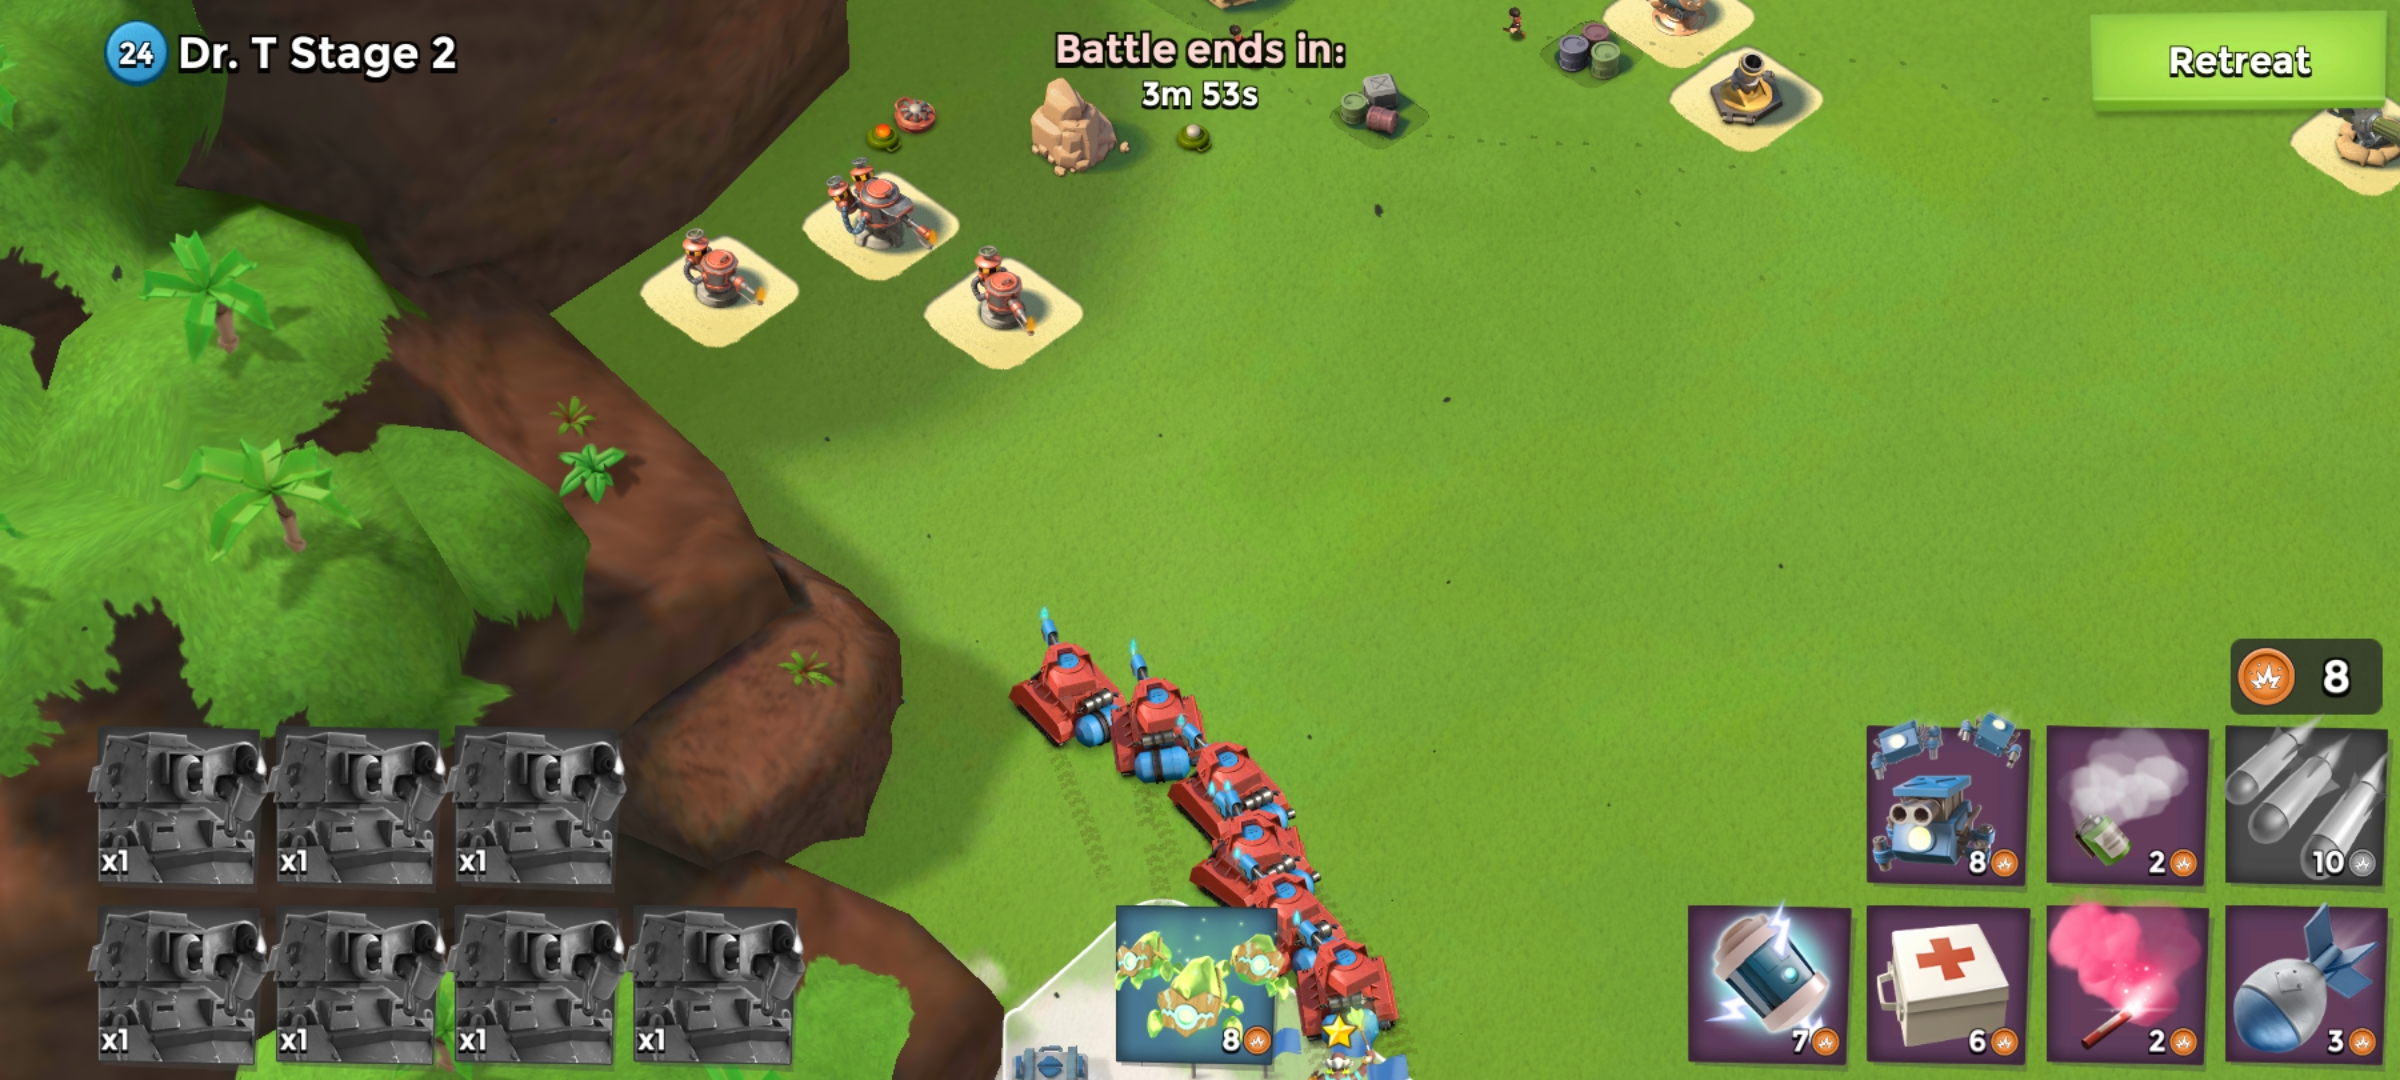 24 Dr. T Stage 2
Battle ends in:
3m 53s
Retreat
8
8 2 10
x1 x1 x1
x1 x1 x1 x1
8
7 6 2 3